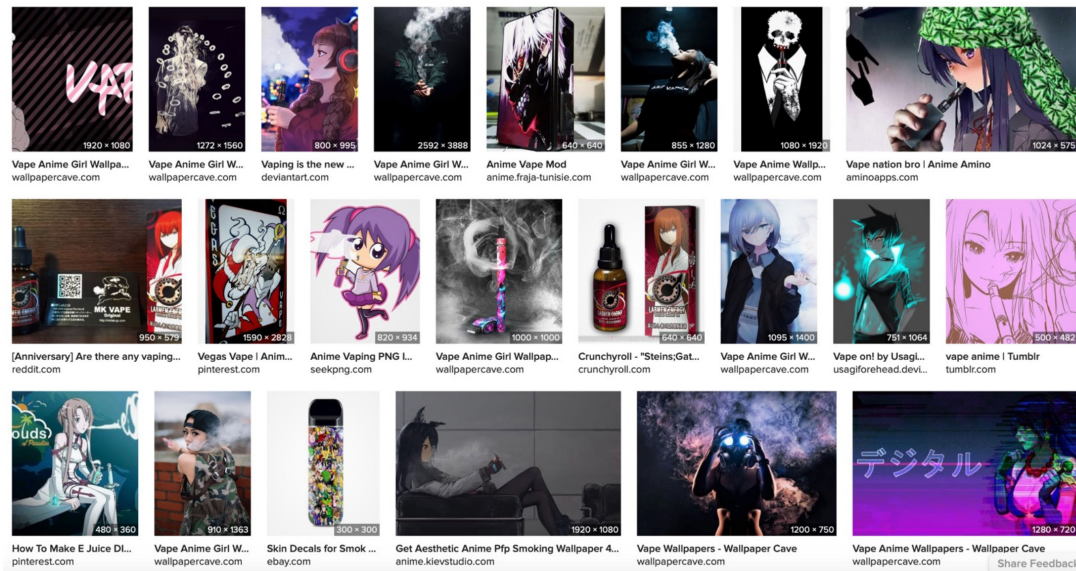 VAP
1920 × 1080
1272 × 1560
800 × 995
2592 × 3888
640 × 640
855 × 1280
1080 × 1920
1024 × 575
Vape Anime Girl Wallpa...
Vape Anime Girl W...
Vaping is the new ...
Vape Anime Girl W...
Anime Vape Mod
Vape Anime Girl W...
Vape Anime Wallp...
Vape nation bro | Anime Amino
wallpapercave.com
wallpapercave.com
deviantart.com
wallpapercave.com
anime.fraja-tunisie.com
wallpapercave.com
wallpapercave.com
aminoapps.com
MK VAPE
Original
EGAS
VAPE
950 × 579
1590 × 2828
820 × 934
1000 × 1000
640 × 640
1095 × 1400
751 × 1064
500 × 482
[Anniversary] Are there any vaping...
Vegas Vape | Anim...
Anime Vaping PNG I...
Vape Anime Girl Wallpap...
Crunchyroll - "Steins;Gat...
Vape Anime Girl W...
Vape on! by Usagi...
vape anime | Tumblr
reddit.com
pinterest.com
seekpng.com
wallpapercave.com
crunchyroll.com
wallpapercave.com
usagiforehead.devi...
tumblr.com
ouds
of Paradise
デジタル
480 × 360
910 × 1363
300 × 300
1920 × 1080
1200 × 750
1280 × 720
How To Make E Juice DI...
Vape Anime Girl W...
Skin Decals for Smok ...
Get Aesthetic Anime Pfp Smoking Wallpaper 4...
Vape Wallpapers - Wallpaper Cave
Vape Anime Wallpapers - Wallpaper Cave
pinterest.com
wallpapercave.com
ebay.com
anime.kievstudio.com
wallpapercave.com
wallpapercave.com
Share Feedback